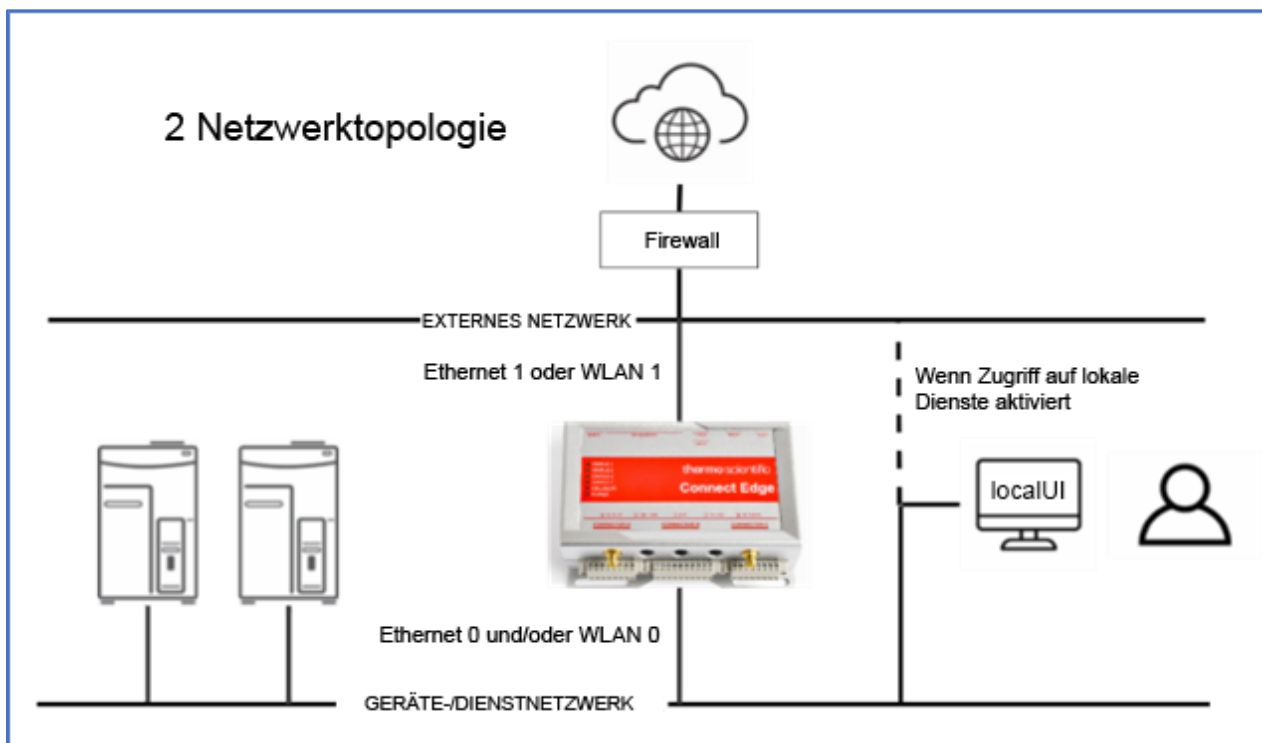 2 Netzwerktopologie
Firewall
EXTERNES NETZWERK
Ethernet 1 oder WLAN 1
Wenn Zugriff auf lokale
Dienste aktiviert
thermo scientific
Connect Edge
localUI
Ethernet 0 und/oder WLAN 0
GERÄTE-/DIENSTNETZWERK